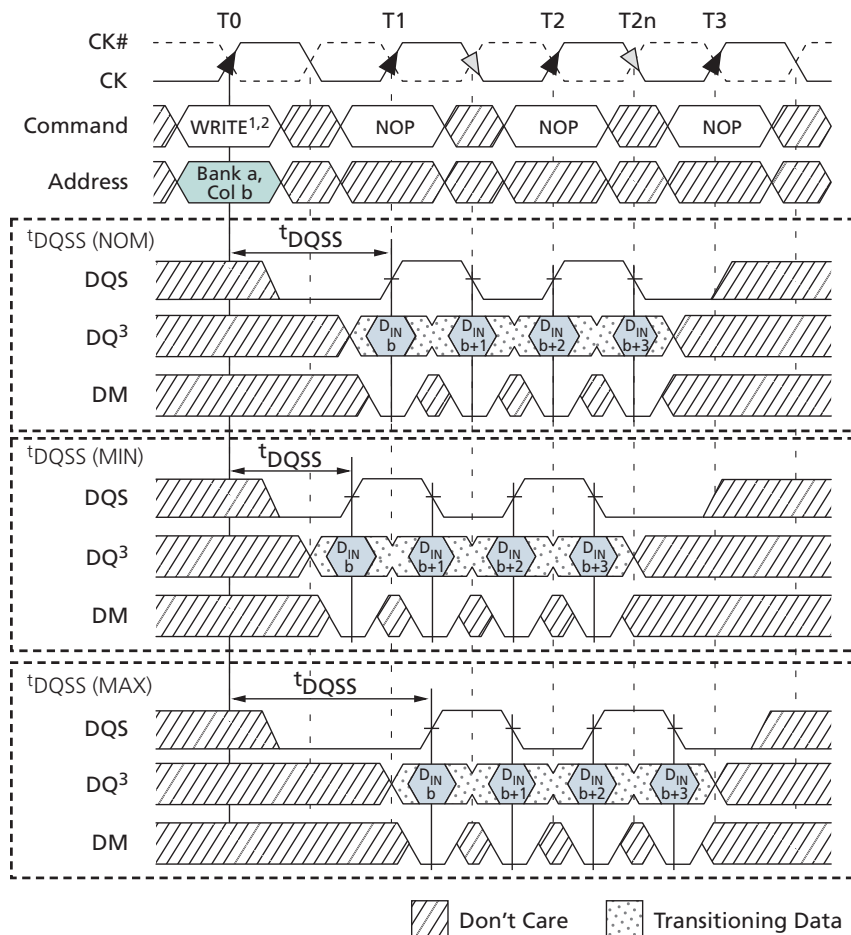 T0 T1 T2 T2n T3
CK#
CK
Command WRITE1,2 NOP NOP NOP
Address Bank a,
Col b
tDQSS (NOM) tDQSS
DQS
DQ3 DIN b DIN b+1 DIN b+2 DIN b+3
DM
tDQSS (MIN) tDQSS
DQS
DQ3 DIN b DIN b+1 DIN b+2 DIN b+3
DM
tDQSS (MAX) tDQSS
DQS
DQ3 DIN b DIN b+1 DIN b+2 DIN b+3
DM
Don't Care Transitioning Data